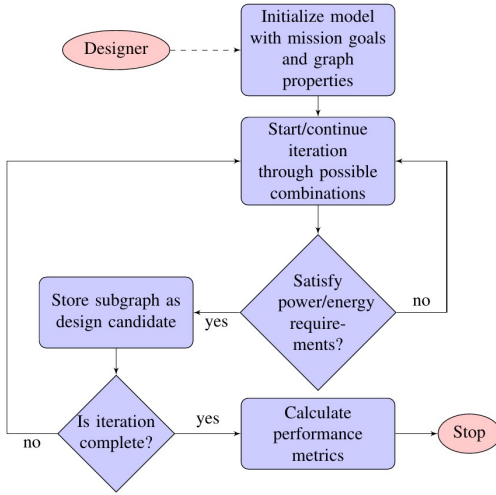 Designer
Initialize model
with mission goals
and graph
properties
Start/continue
iteration
through possible
combinations
Satisfy
power/energy
require-
ments?
no
yes
Store subgraph as
design candidate
Is iteration
complete?
no
yes
Calculate
performance
metrics
Stop